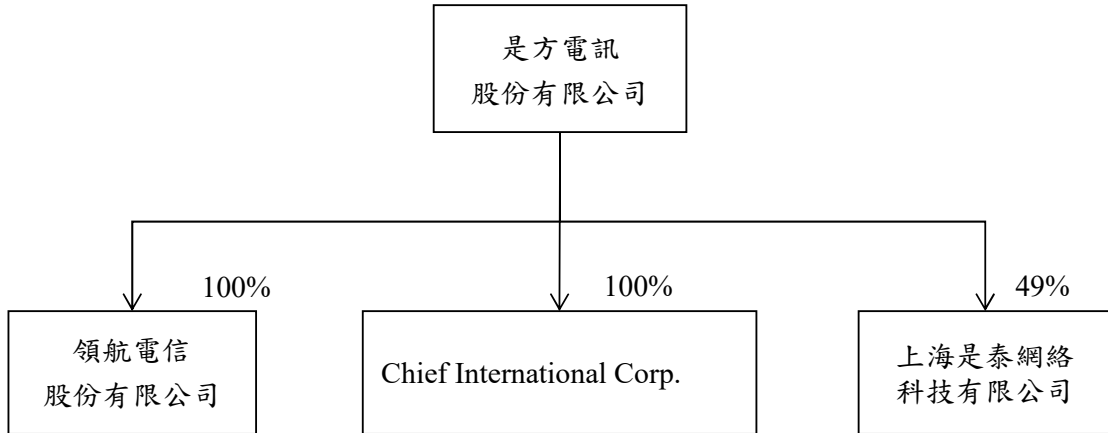 是方電訊
股份有限公司
100%
100%
49%
領航電信
股份有限公司
Chief International Corp.
上海是泰網絡
科技有限公司